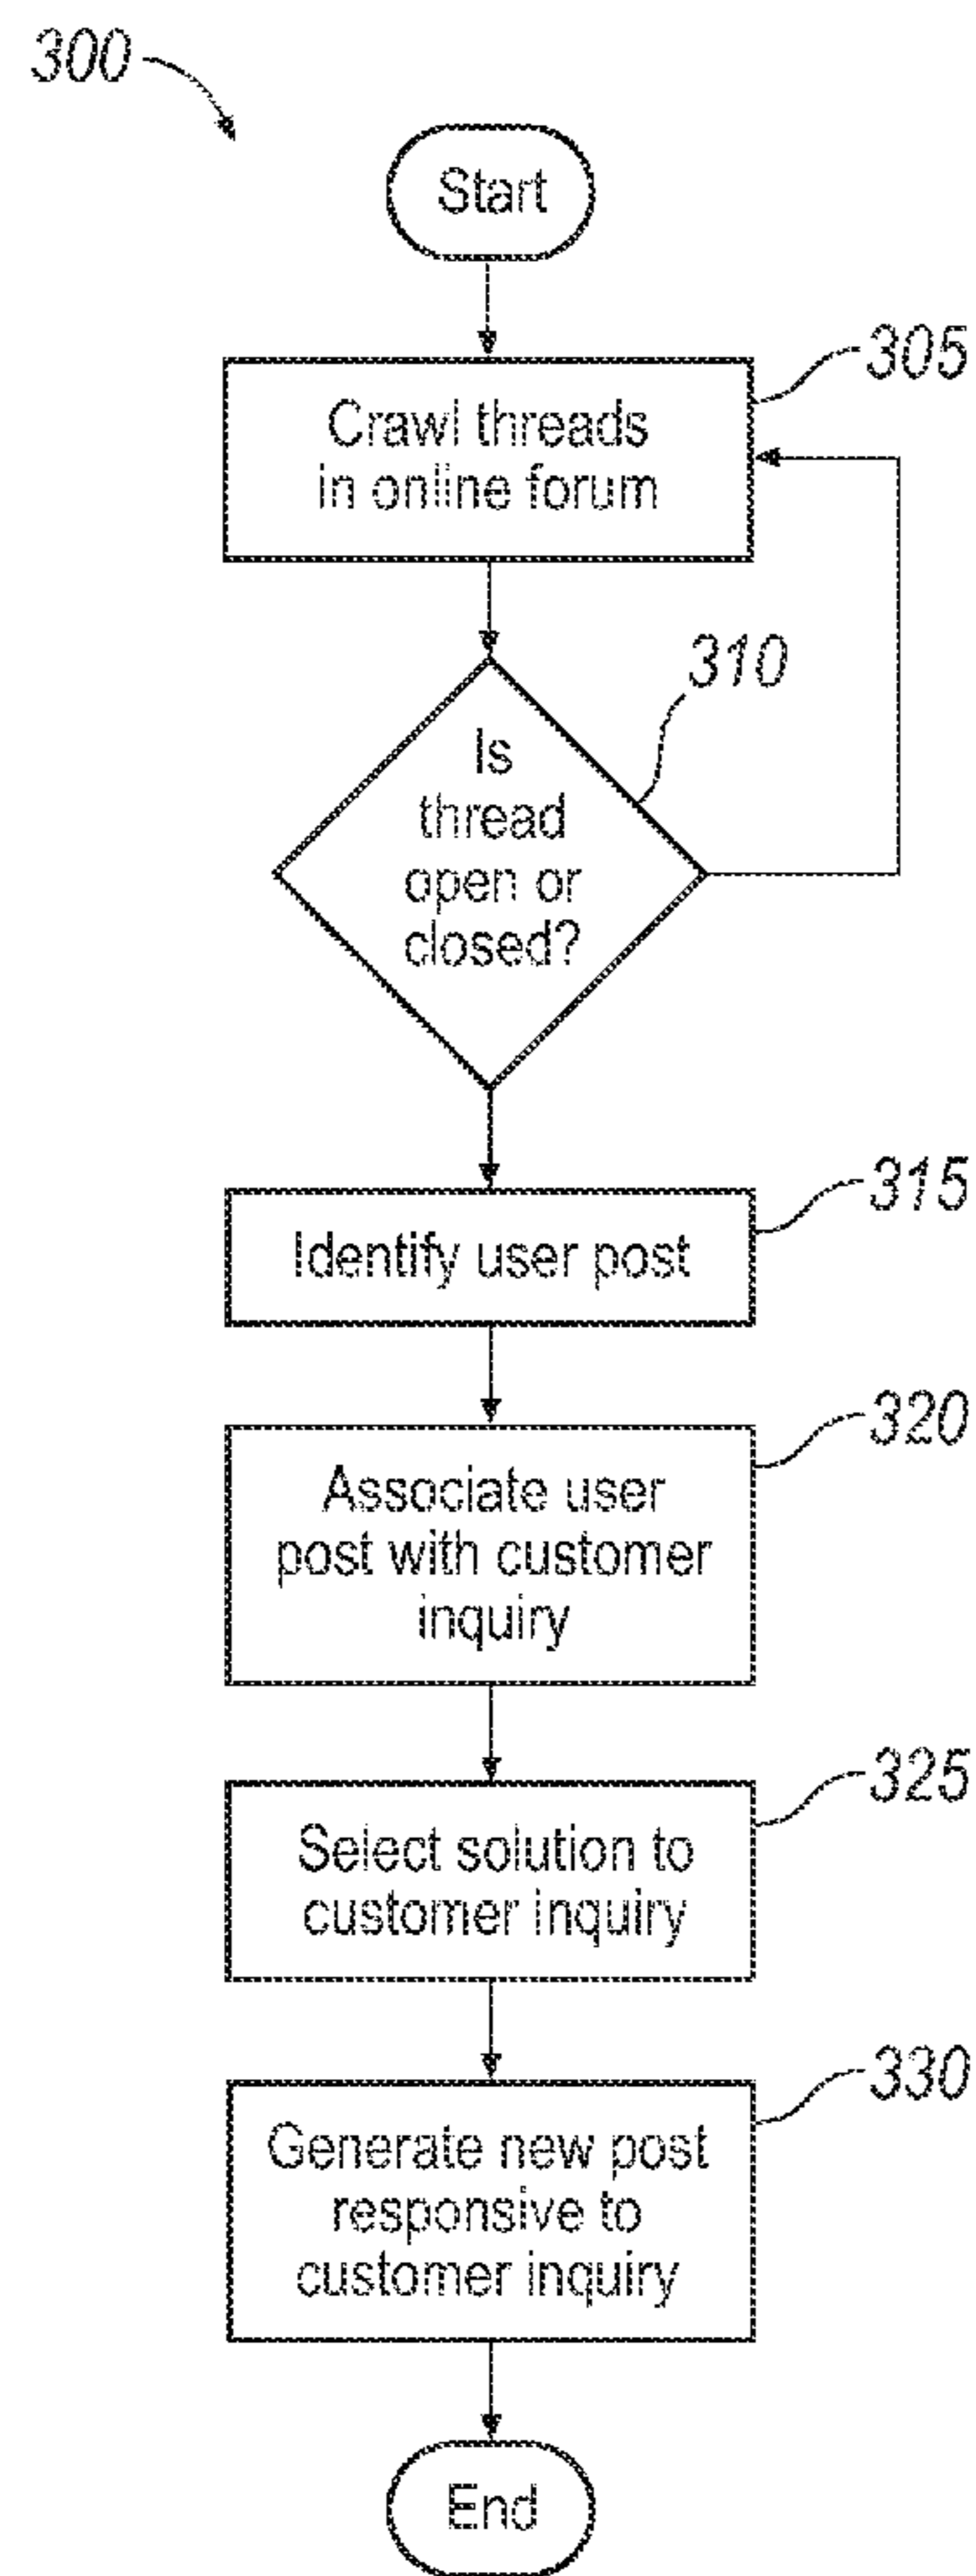 300
Start
305
Crawl threads
in online forum
310
Is
thread
open or
closed?
315
Identify user post
320
Associate user
post with customer
inquiry
325
Select solution to
customer inquiry
330
Generate new post
responsive to
customer inquiry
End